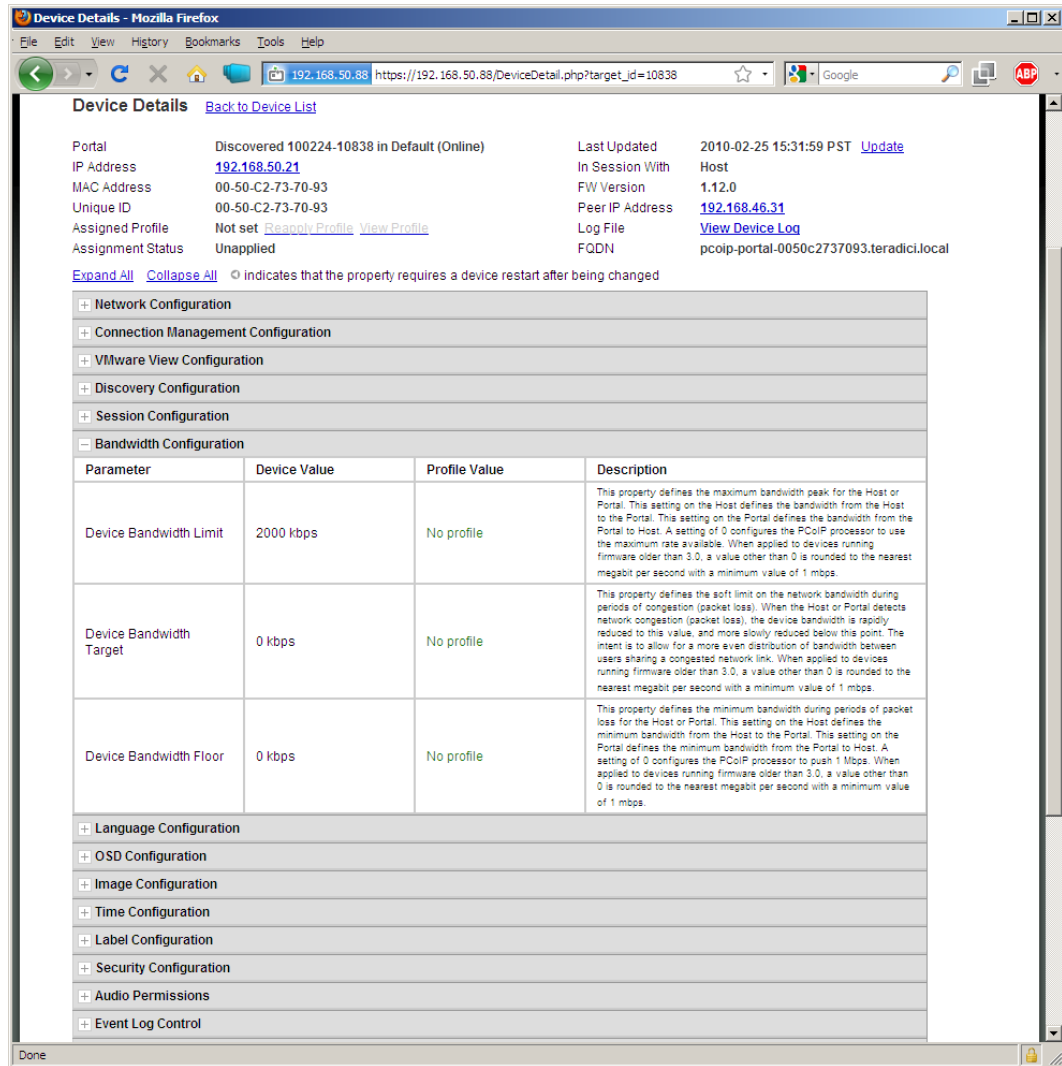 Device Details - Mozilla Firefox
File Edit View History Bookmarks Tools Help
192.168.50.88 https://192.168.50.88/DeviceDetail.php?target_id=10838
Google
ABP
Device Details Back to Device List
Portal Discovered 100224-10838 in Default (Online) Last Updated 2010-02-25 15:31:59 PST Update
IP Address 192.168.50.21 In Session With Host
MAC Address 00-50-C2-73-70-93 FW Version 1.12.0
Unique ID 00-50-C2-73-70-93 Peer IP Address 192.168.46.31
Assigned Profile Not set Reapply Profile View Profile Log File View Device Log
Assignment Status Unapplied FQDN pcoip-portal-0050c2737093.teradici.local
Expand All Collapse All indicates that the property requires a device restart after being changed
Network Configuration
Connection Management Configuration
VMware View Configuration
Discovery Configuration
Session Configuration
Bandwidth Configuration
Parameter Device Value Profile Value Description
Device Bandwidth Limit 2000 kbps No profile
This property defines the maximum bandwidth peak for the Host or
Portal. This setting on the Host defines the bandwidth from the Host
to the Portal. This setting on the Portal defines the bandwidth from the
Portal to Host. A setting of 0 configures the PCoIP processor to use
the maximum rate available. When applied to devices running
firmware older than 3.0, a value other than 0 is rounded to the nearest
megabit per second with a minimum value of 1 mbps.
Device Bandwidth
Target
0 kbps No profile
This property defines the soft limit on the network bandwidth during
periods of congestion (packet loss). When the Host or Portal detects
network congestion (packet loss), the device bandwidth is rapidly
reduced to this value, and more slowly reduced below this point. The
intent is to allow for a more even distribution of bandwidth between
users sharing a congested network link. When applied to devices
running firmware older than 3.0, a value other than 0 is rounded to the
nearest megabit per second with a minimum value of 1 mbps.
Device Bandwidth Floor 0 kbps No profile
This property defines the minimum bandwidth during periods of packet
loss for the Host or Portal. This setting on the Host defines the
minimum bandwidth from the Host to the Portal. This setting on the
Portal defines the minimum bandwidth from the Portal to Host. A
setting of 0 configures the PCoIP processor to push 1 Mbps. When
applied to devices running firmware older than 3.0, a value other than
0 is rounded to the nearest megabit per second with a minimum value
of 1 mbps.
Language Configuration
OSD Configuration
Image Configuration
Time Configuration
Label Configuration
Security Configuration
Audio Permissions
Event Log Control
Done